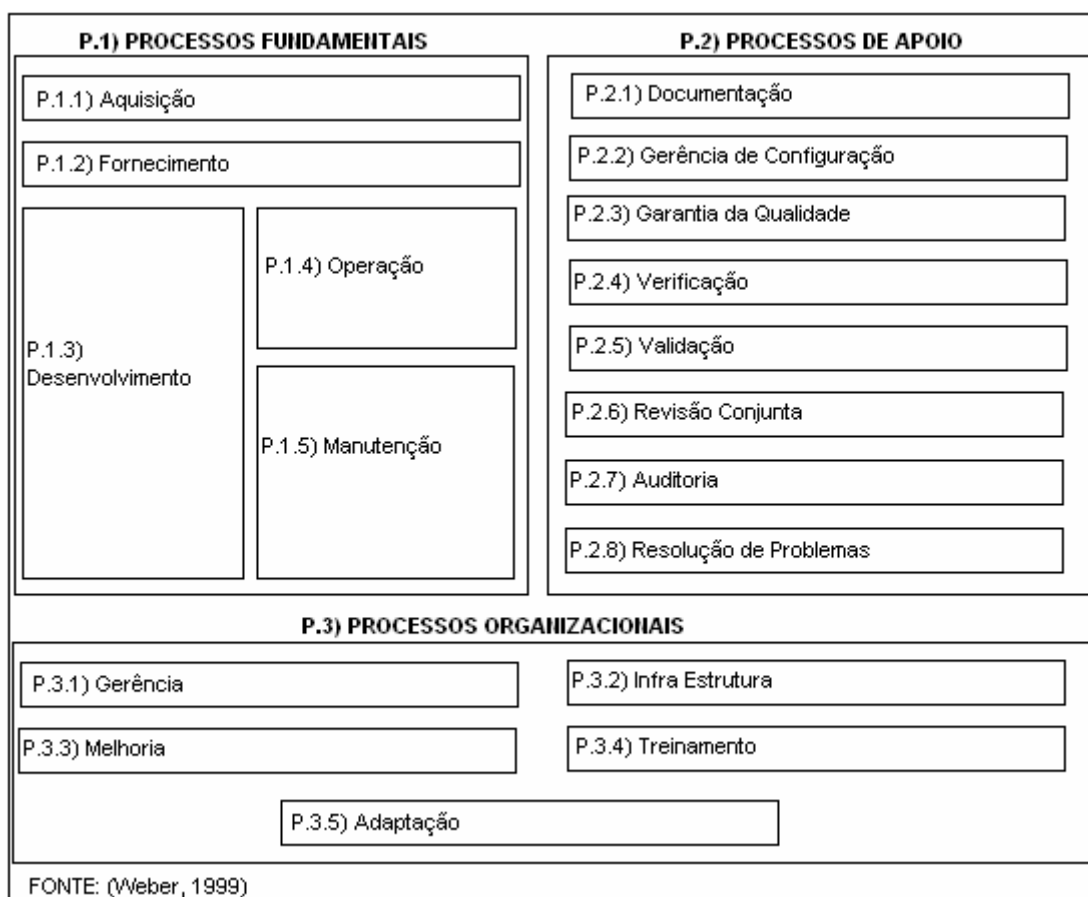 P.1) PROCESSOS FUNDAMENTAIS
P.1.1) Aquisição
P.1.2) Fornecimento
P.1.3)
Desenvolvimento
P.1.4) Operação
P.1.5) Manutenção
P.2) PROCESSOS DE APOIO
P.2.1) Documentação
P.2.2) Gerência de Configuração
P.2.3) Garantia da Qualidade
P.2.4) Verificação
P.2.5) Validação
P.2.6) Revisão Conjunta
P.2.7) Auditoria
P.2.8) Resolução de Problemas
P.3) PROCESSOS ORGANIZACIONAIS
P.3.1) Gerência
P.3.2) Infra Estrutura
P.3.3) Melhoria
P.3.4) Treinamento
P.3.5) Adaptação
FONTE: (Weber, 1999)